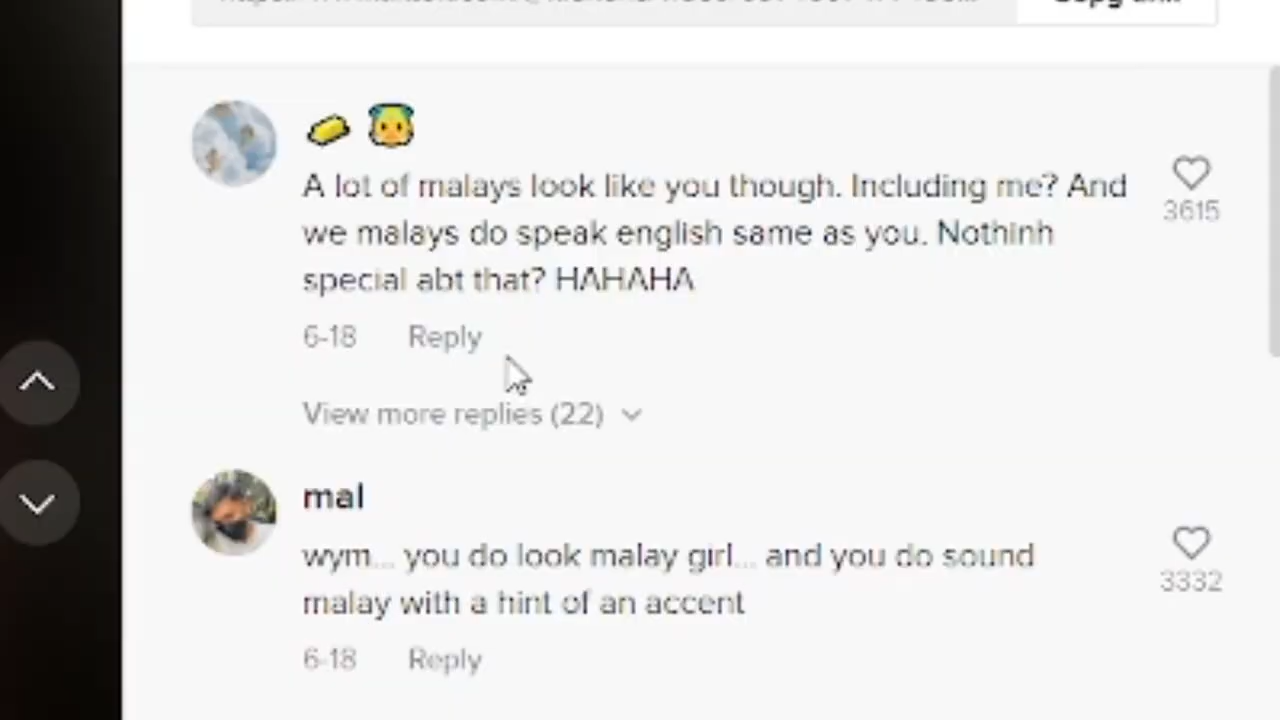 A lot of malays look like you though. Including me? And
we malays do speak english same as you. Nothinh
special abt that? HAHAHA
3615
6-18 Reply
View more replies (22)
mal
wym... you do look malay girl... and you do sound
malay with a hint of an accent
3332
6-18 Reply